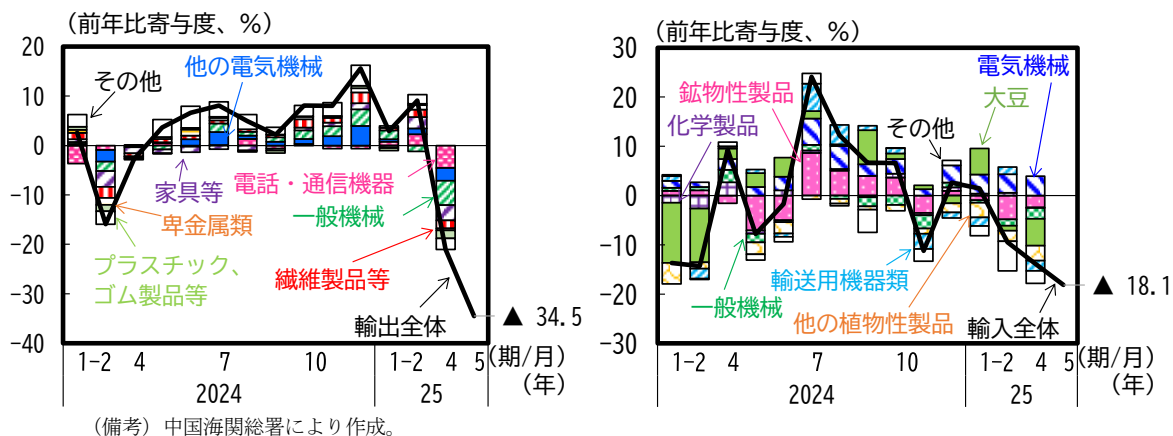 (前年比寄与度、%)
20
10
0
-10
-20
-30
-40
その他
他の電気機械
家具等
電話・通信機器
卑金属類
一般機械
プラスチック、
ゴム製品等
繊維製品等
輸出全体
▲ 34.5
1-2 4 7 10 1-2 4 5 (期/月)
2024 25 (年)
(備考) 中国海関総署により作成。
(前年比寄与度、%)
30
20
10
0
-10
-20
-30
鉱物性製品
化学製品
電気機械
大豆
その他
輸送用機器類
一般機械
他の植物性製品
輸入全体
▲ 18.1
1-2 4 7 10 1-2 4 5 (期/月)
2024 25 (年)